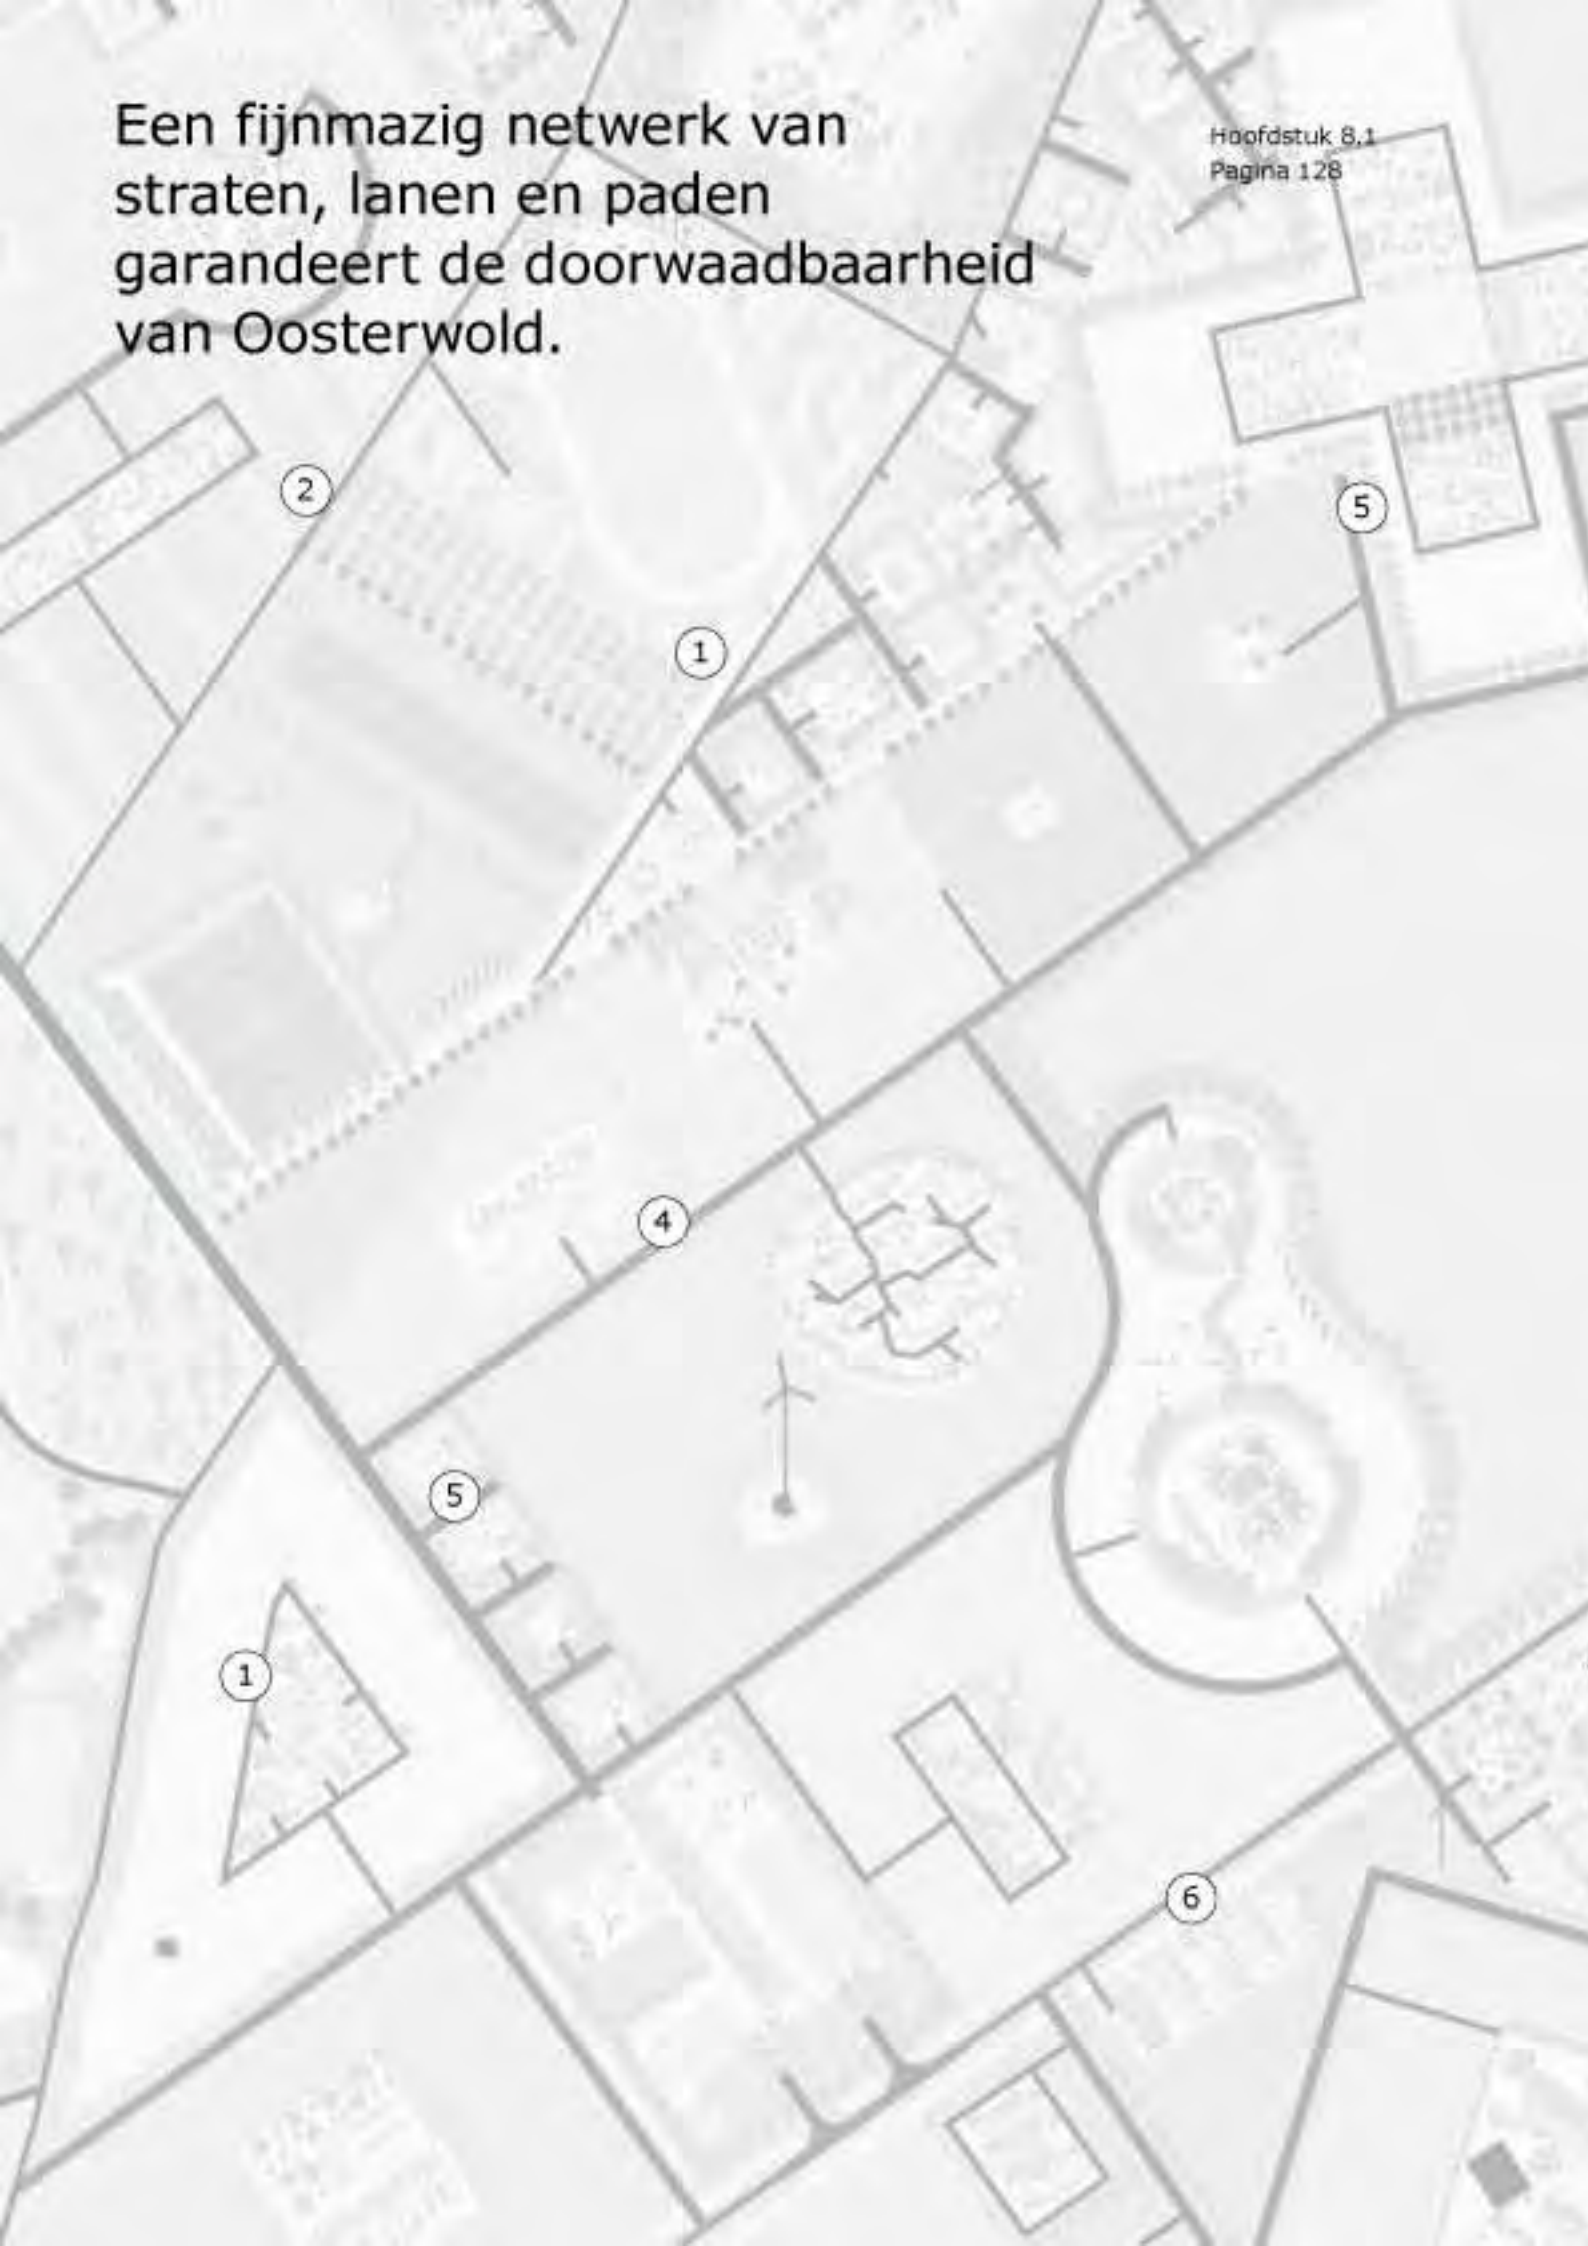 Een fijnmazig netwerk van
straten, lanen en paden
garandeert de doorwaadbaarheid
van Oosterwold.
Hoofdstuk 8.1
Pagina 128
2
5
1
4
5
1
6